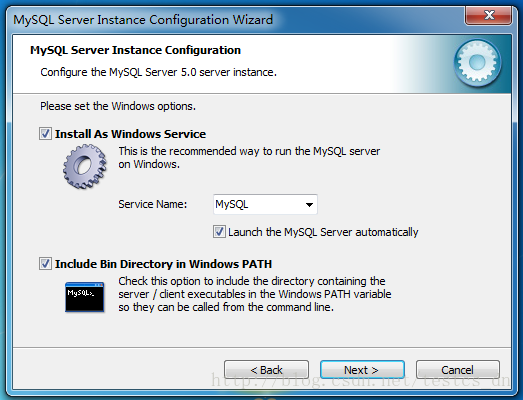 MySQL Server Instance Configuration Wizard
MySQL Server Instance Configuration
Configure the MySQL Server 5.0 server instance.
Please set the Windows options.
Install As Windows Service
This is the recommended way to run the MySQL server
on Windows.
Service Name:
MySQL
Launch the MySQL Server automatically
Include Bin Directory in Windows PATH
MySQL>_
Check this option to include the directory containing the
server / client executables in the Windows PATH variable
so they can be called from the command line.
< Back
Next >
Cancel
http://blog.csdn.net/testcs_dn